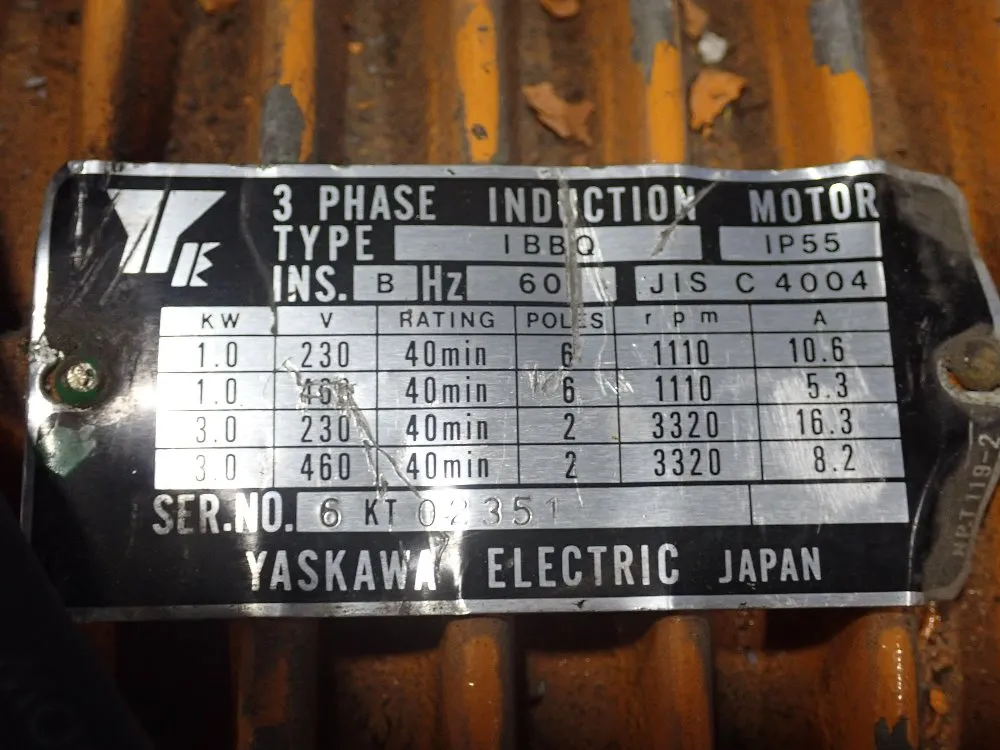 3 PHASE INDUCTION MOTOR
TYPE IBBQ IP55
INS. B Hz 60 JIS C 4004
KW V RATING POLES rpm A
1.0 230 40min 6 1110 10.6
1.0 460 40min 6 1110 5.3
3.0 230 40min 2 3320 16.3
3.0 460 40min 2 3320 8.2
SER.NO. 6 KT 02351
YASKAWA ELECTRIC JAPAN